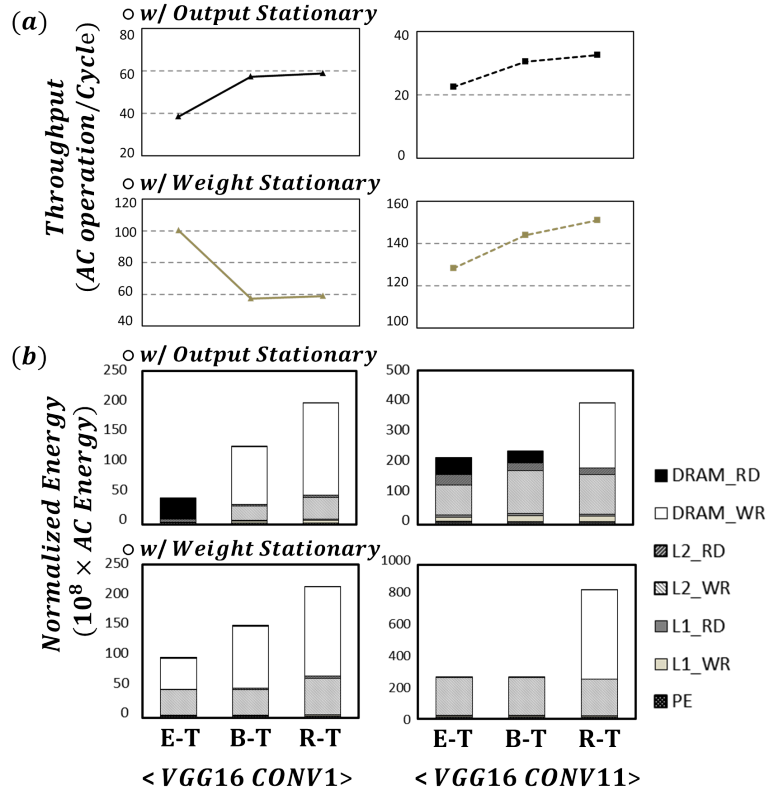 (a)
○ w/ Output Stationary
Throughput
(AC operation/Cycle)
80
60
40
20
40
20
0
○ w/ Weight Stationary
120
100
80
60
40
160
140
120
100
(b)
○ w/ Output Stationary
Normalized Energy
(10⁸ × AC Energy)
250
200
150
100
50
0
500
400
300
200
100
0
○ w/ Weight Stationary
250
200
150
100
50
0
1000
800
600
400
200
0
DRAM_RD
DRAM_WR
L2_RD
L2_WR
L1_RD
L1_WR
PE
E-T B-T R-T
E-T B-T R-T
< VGG16 CONV1>
< VGG16 CONV11>